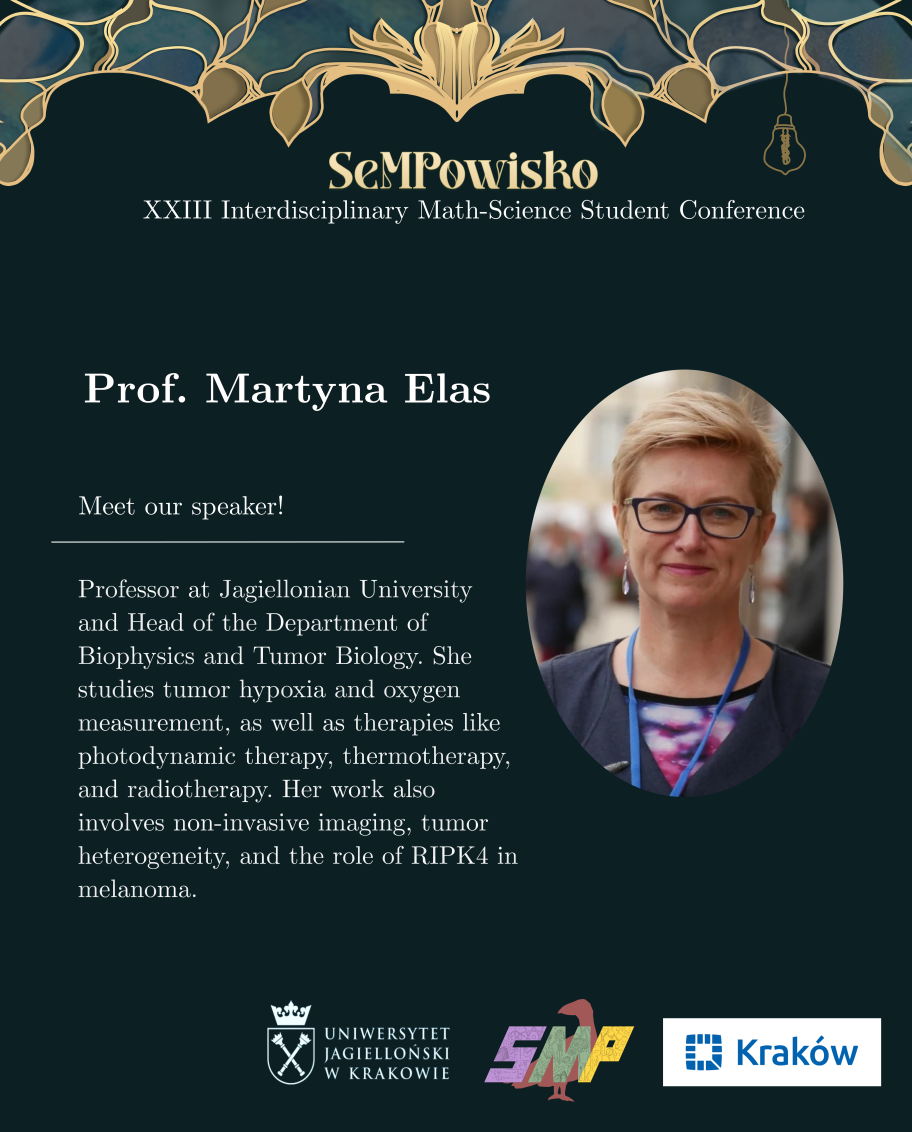 SeMPowisko
XXIII Interdisciplinary Math-Science Student Conference
Prof. Martyna Elas
Meet our speaker!
Professor at Jagiellonian University
and Head of the Department of
Biophysics and Tumor Biology. She
studies tumor hypoxia and oxygen
measurement, as well as therapies like
photodynamic therapy, thermotherapy,
and radiotherapy. Her work also
involves non-invasive imaging, tumor
heterogeneity, and the role of RIPK4 in
melanoma.
UNIWERSYTET
JAGIELLOŃSKI
W KRAKOWIE
SMP
Kraków